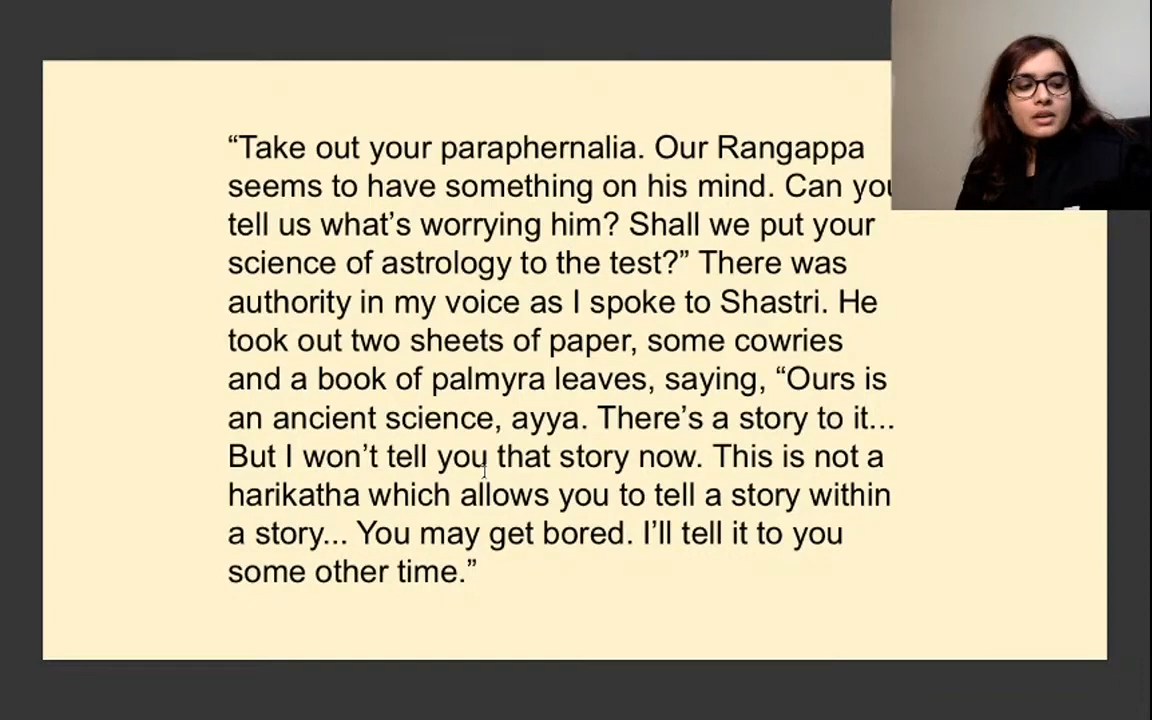 “Take out your paraphernalia. Our Rangappa
seems to have something on his mind. Can you
tell us what’s worrying him? Shall we put your
science of astrology to the test?” There was
authority in my voice as I spoke to Shastri. He
took out two sheets of paper, some cowries
and a book of palmyra leaves, saying, “Ours is
an ancient science, ayya. There’s a story to it...
But I won’t tell you that story now. This is not a
harikatha which allows you to tell a story within
a story... You may get bored. I’ll tell it to you
some other time.”